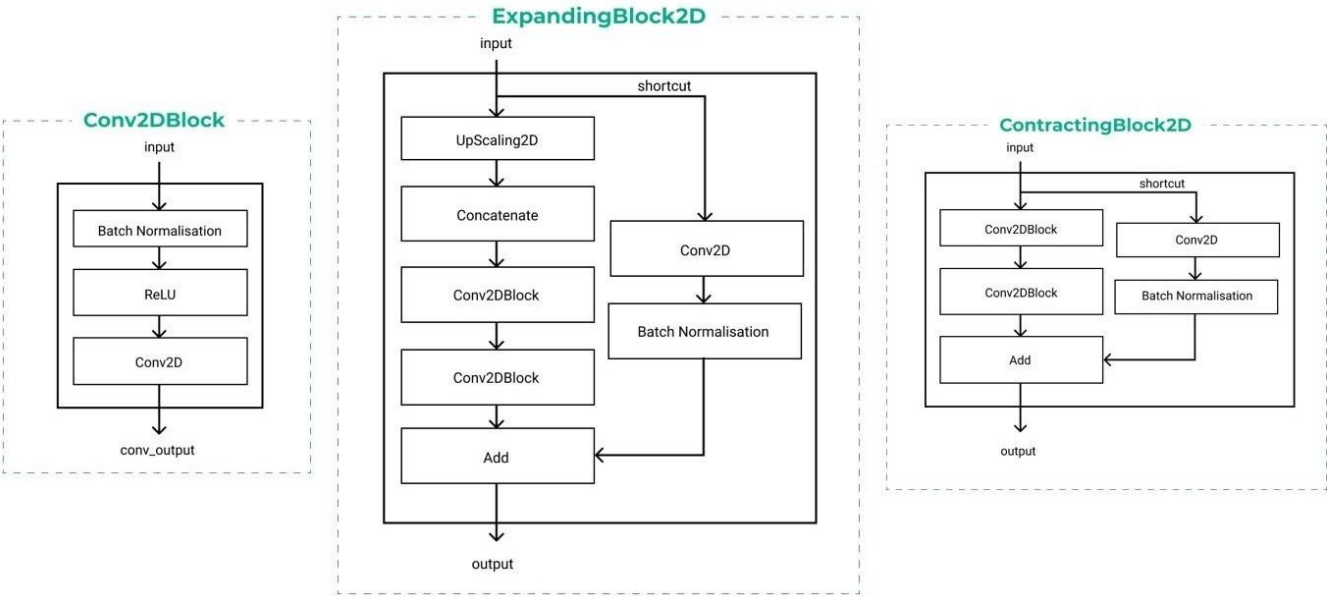 Conv2DBlock
input
Batch Normalisation
ReLU
Conv2D
conv_output
ExpandingBlock2D
input
shortcut
UpScaling2D
Concatenate
Conv2DBlock
Conv2DBlock
Add
Conv2D
Batch Normalisation
output
ContractingBlock2D
input
shortcut
Conv2DBlock
Conv2DBlock
Add
Conv2D
Batch Normalisation
output